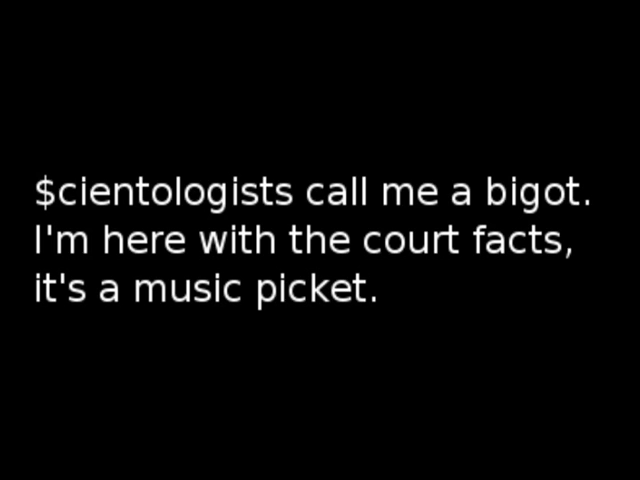 $cientologists call me a bigot.
I'm here with the court facts,
it's a music picket.